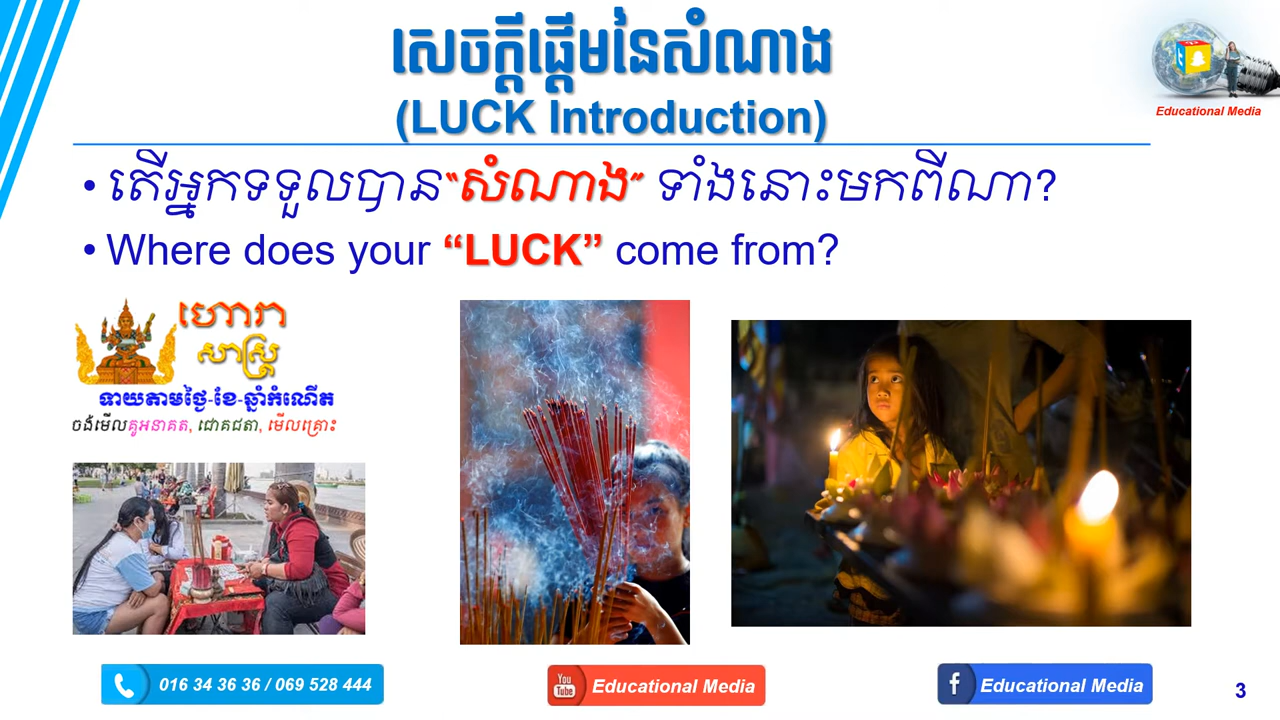 សេចក្តីផ្តើមនៃសំណាង
(LUCK Introduction)
Educational Media
• តើអ្នកទទួលបាន“សំណាង” ទាំងនោះមកពីណា?
• Where does your “LUCK” come from?
ហោរា
សាស្ត្រ
ទាយតាមថ្ងៃ-ខែ-ឆ្នាំកំណើត
ចង់មើលគូអនាគត, ជោគជតា, មើលគ្រោះ
016 34 36 36 / 069 528 444
You
Tube
Educational Media
f
Educational Media
3